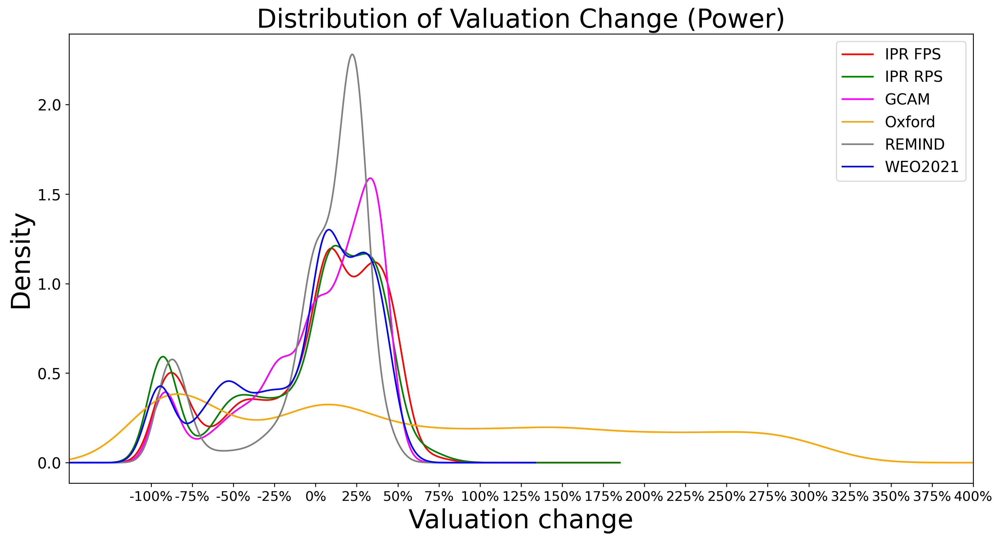 Distribution of Valuation Change (Power)
IPR FPS
IPR RPS
GCAM
Oxford
REMIND
WEO2021
Density
2.0
1.5
1.0
0.5
0.0
-100% -75% -50% -25% 0% 25% 50% 75% 100% 125% 150% 175% 200% 225% 250% 275% 300% 325% 350% 375% 400%
Valuation change